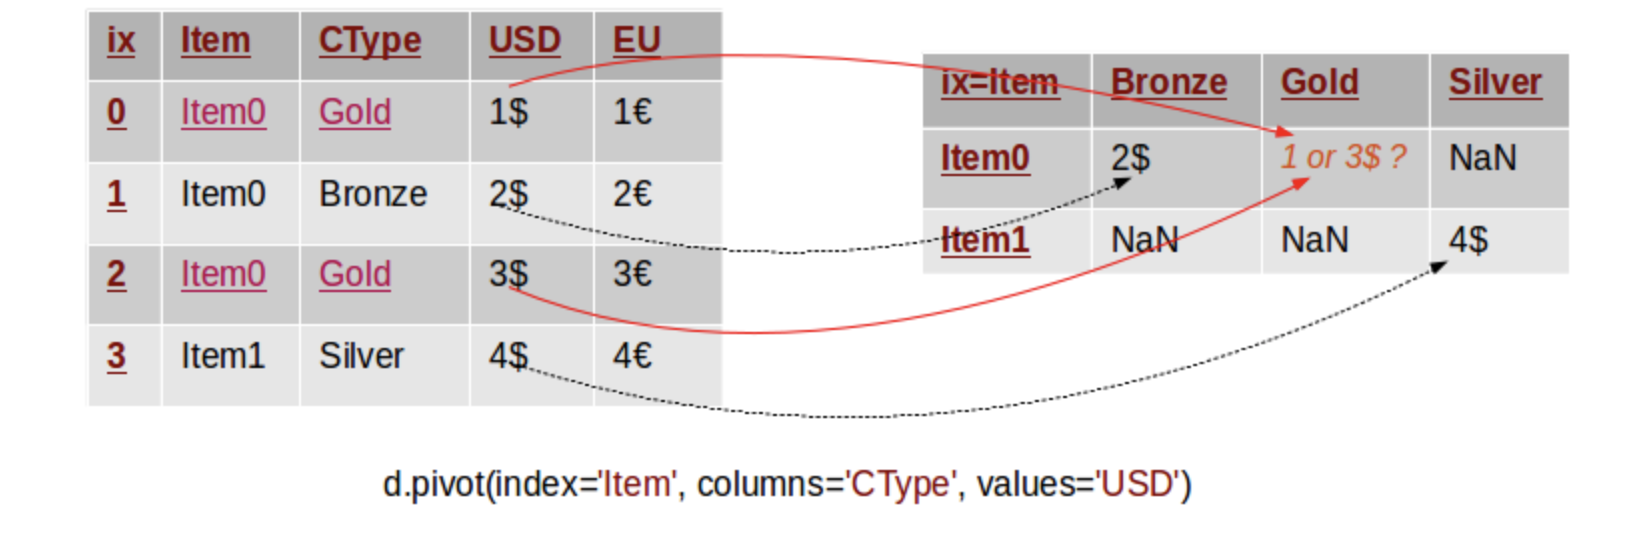 ix Item CType USD EU
0 Item0 Gold 1$ 1€
1 Item0 Bronze 2$ 2€
2 Item0 Gold 3$ 3€
3 Item1 Silver 4$ 4€
ix=Item Bronze Gold Silver
Item0 2$ 1 or 3$ ? NaN
Item1 NaN NaN 4$
d.pivot(index='Item', columns='CType', values='USD')